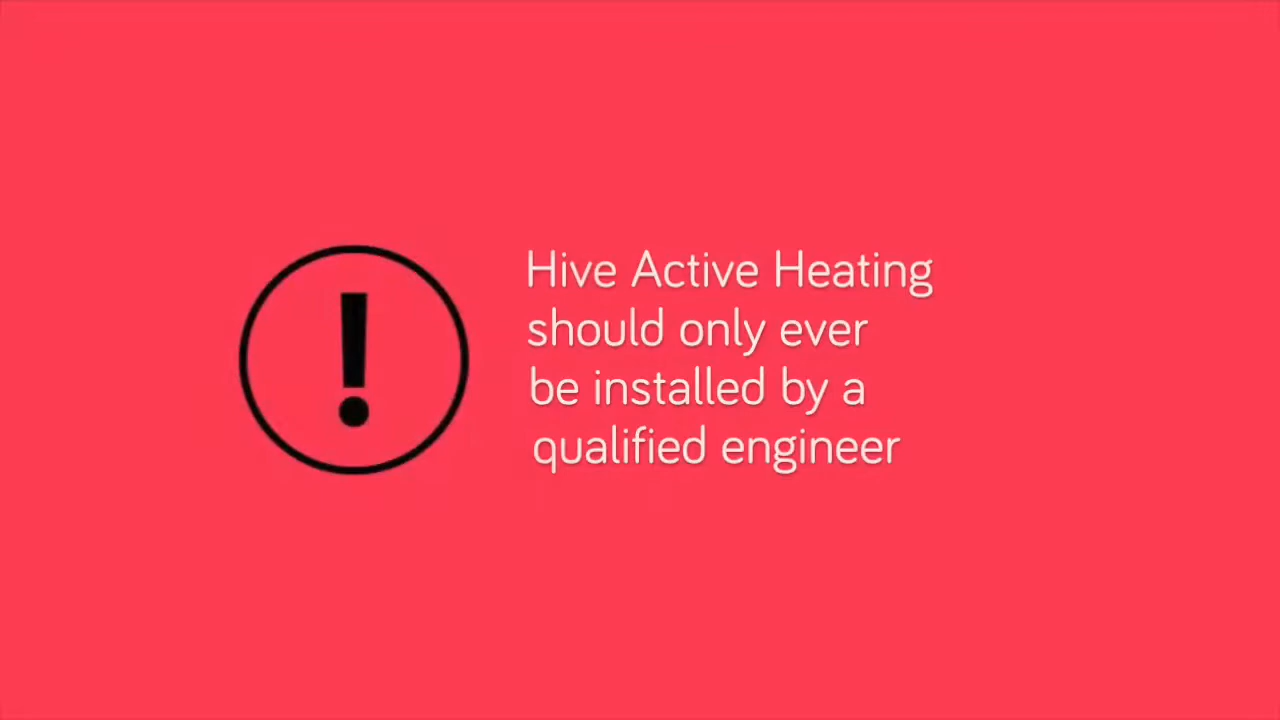 Hive Active Heating
should only ever
be installed by a
qualified engineer